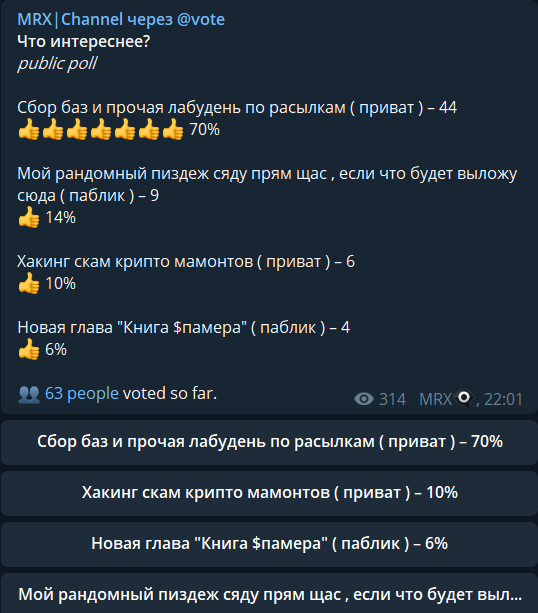 MRX|Channel через @vote
Что интереснее?
public poll
Сбор баз и прочая лабудень по расылкам ( приват ) – 44
👍👍👍👍👍👍👍 70%
Мой рандомный пиздеж сяду прям щас , если что будет выложу
сюда ( паблик ) – 9
👍 14%
Хакинг скам крипто мамонтов ( приват ) – 6
👍 10%
Новая глава "Книга $памера" ( паблик ) – 4
👍 6%
👥 63 people voted so far.
314 MRX , 22:01
Сбор баз и прочая лабудень по расылкам ( приват ) – 70%
Хакинг скам крипто мамонтов ( приват ) – 10%
Новая глава "Книга $памера" ( паблик ) – 6%
Мой рандомный пиздеж сяду прям щас , если что будет выл...